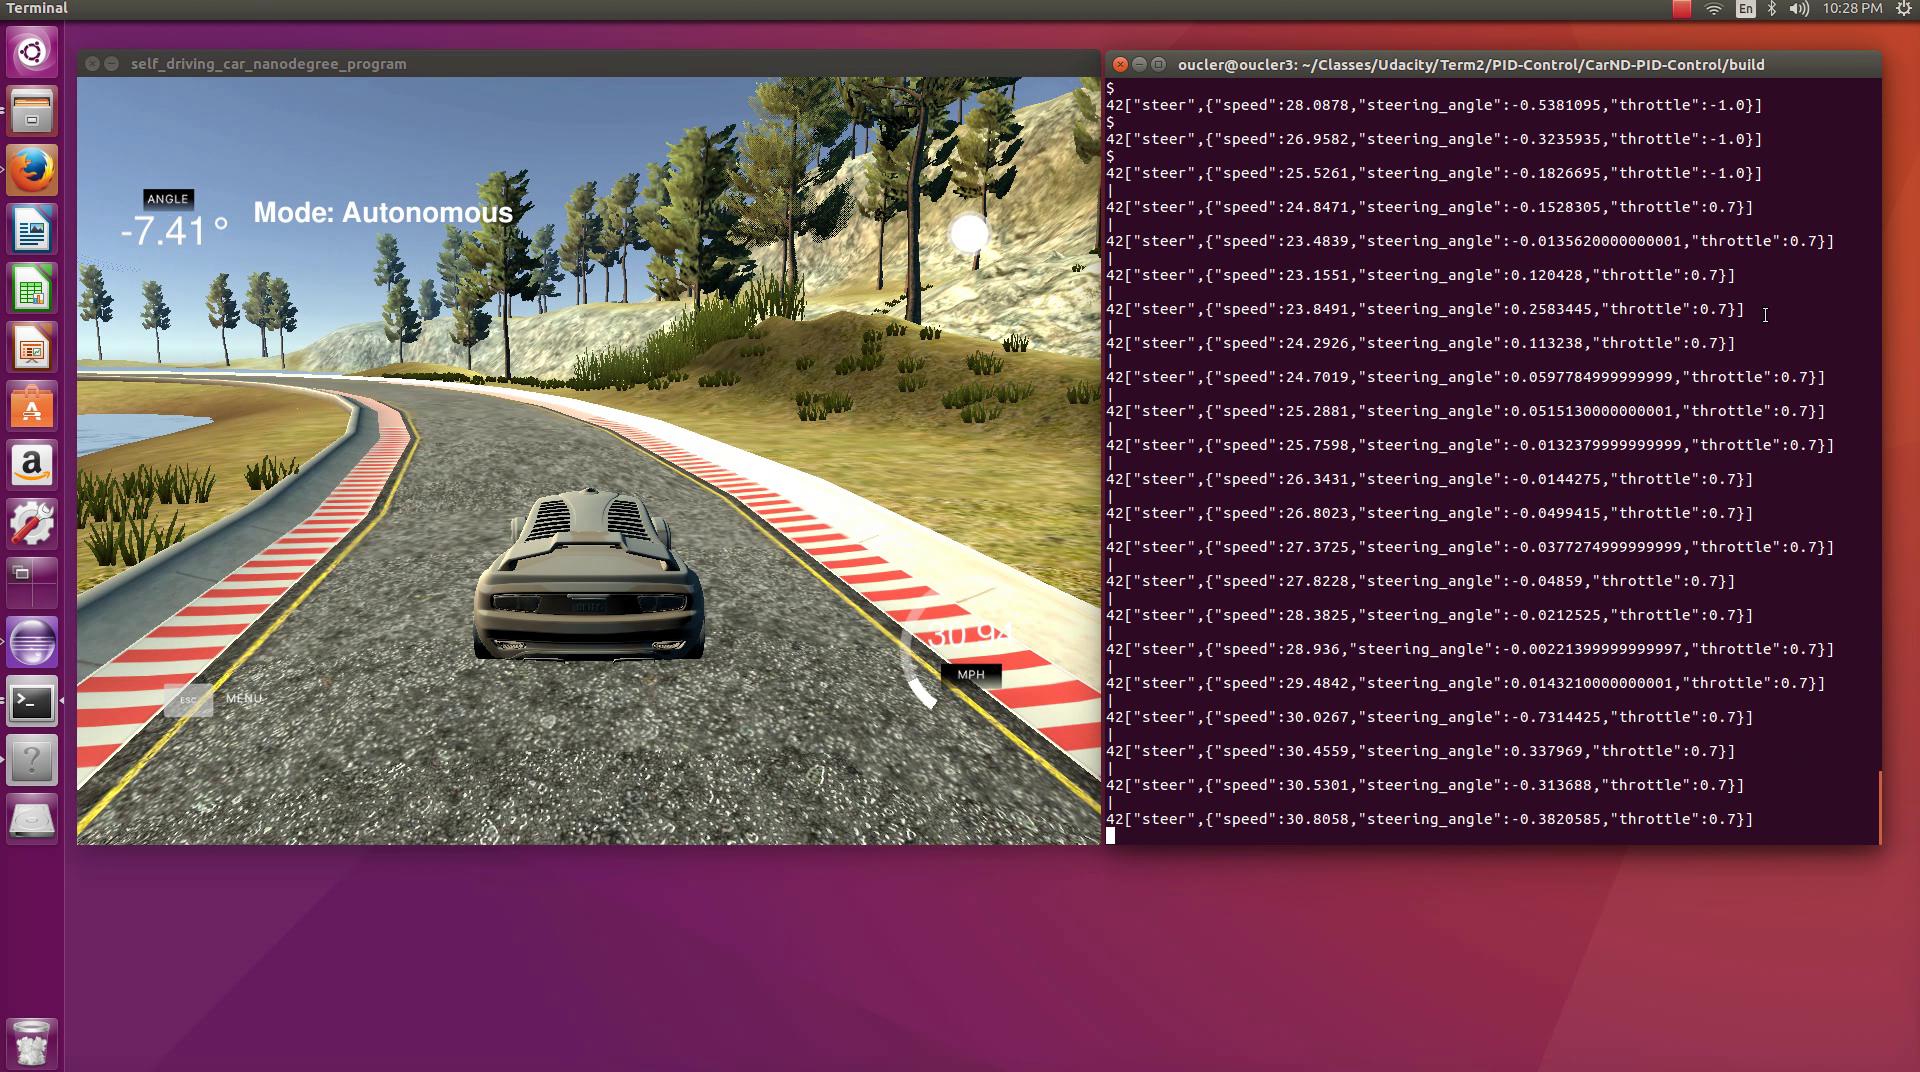 Terminal
En
10:28 PM
self_driving_car_nanodegree_program
ANGLE
-7.41°
Mode: Autonomous
30.94
MPH
ESC
MENU
a
oucler@oucler3: ~/Classes/Udacity/Term2/PID-Control/CarND-PID-Control/build
$
42["steer",{"speed":28.0878,"steering_angle":-0.5381095,"throttle":-1.0}]
$
42["steer",{"speed":26.9582,"steering_angle":-0.3235935,"throttle":-1.0}]
$
42["steer",{"speed":25.5261,"steering_angle":-0.1826695,"throttle":-1.0}]
|
42["steer",{"speed":24.8471,"steering_angle":-0.1528305,"throttle":0.7}]
|
42["steer",{"speed":23.4839,"steering_angle":-0.0135620000000001,"throttle":0.7}]
|
42["steer",{"speed":23.1551,"steering_angle":0.120428,"throttle":0.7}]
|
42["steer",{"speed":23.8491,"steering_angle":0.2583445,"throttle":0.7}]
|
42["steer",{"speed":24.2926,"steering_angle":0.113238,"throttle":0.7}]
|
42["steer",{"speed":24.7019,"steering_angle":0.0597784999999999,"throttle":0.7}]
|
42["steer",{"speed":25.2881,"steering_angle":0.0515130000000001,"throttle":0.7}]
|
42["steer",{"speed":25.7598,"steering_angle":-0.0132379999999999,"throttle":0.7}]
|
42["steer",{"speed":26.3431,"steering_angle":-0.0144275,"throttle":0.7}]
|
42["steer",{"speed":26.8023,"steering_angle":-0.0499415,"throttle":0.7}]
|
42["steer",{"speed":27.3725,"steering_angle":-0.0377274999999999,"throttle":0.7}]
|
42["steer",{"speed":27.8228,"steering_angle":-0.04859,"throttle":0.7}]
|
42["steer",{"speed":28.3825,"steering_angle":-0.0212525,"throttle":0.7}]
|
42["steer",{"speed":28.936,"steering_angle":-0.00221399999999997,"throttle":0.7}]
|
42["steer",{"speed":29.4842,"steering_angle":0.0143210000000001,"throttle":0.7}]
|
42["steer",{"speed":30.0267,"steering_angle":-0.7314425,"throttle":0.7}]
|
42["steer",{"speed":30.4559,"steering_angle":0.337969,"throttle":0.7}]
|
42["steer",{"speed":30.5301,"steering_angle":-0.313688,"throttle":0.7}]
|
42["steer",{"speed":30.8058,"steering_angle":-0.3820585,"throttle":0.7}]